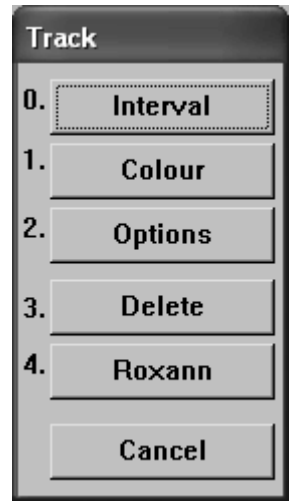 Track
0. Interval
1. Colour
2. Options
3. Delete
4. Roxann
Cancel